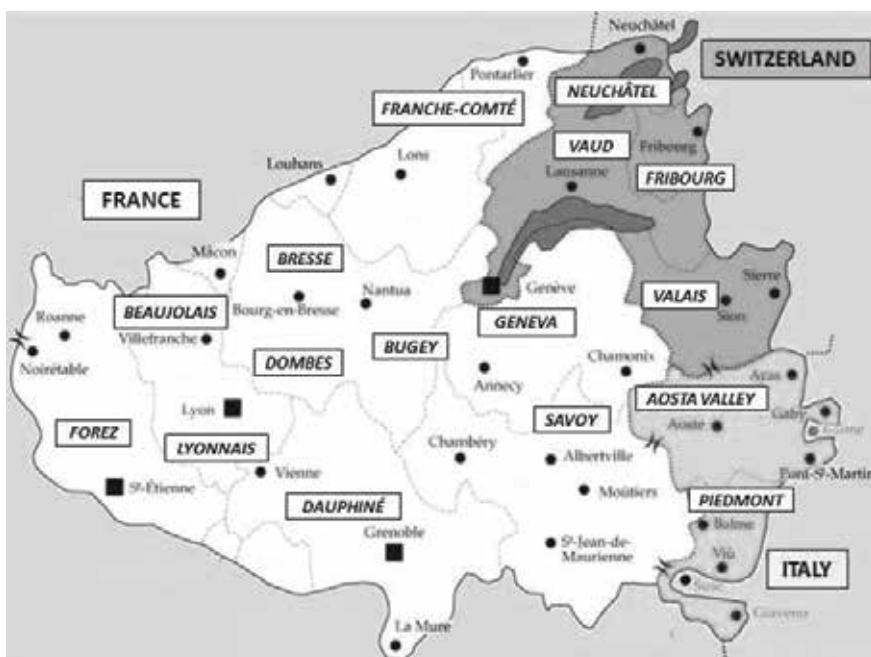 Neuchâtel
SWITZERLAND
Pontarlier
NEUCHÂTEL
FRANCHE-COMTÉ
Fribourg
VAUD
Louhans
Lons
Lausanne
FRIBOURG
FRANCE
Mâcon
BRESSE
Nantua
Genève
Sierre
VALAIS
Sion
BEAUJOLAIS
Bourg-en-Bresse
Roanne
GENEVA
Villefranche
BUGEY
Noirétable
DOMBES
Chamonix
Annecy
AOSTA VALLEY
Lyon
SAVOY
Gaby
Aoste
FOREZ
LYONNAIS
Chambéry
Albertville
Vienne
Pont-St-Martin
St-Étienne
Moûtiers
PIEDMONT
DAUPHINÉ
Balme
Grenoble
St-Jean-de-
Maurienne
Viù
ITALY
Suse
La Mure